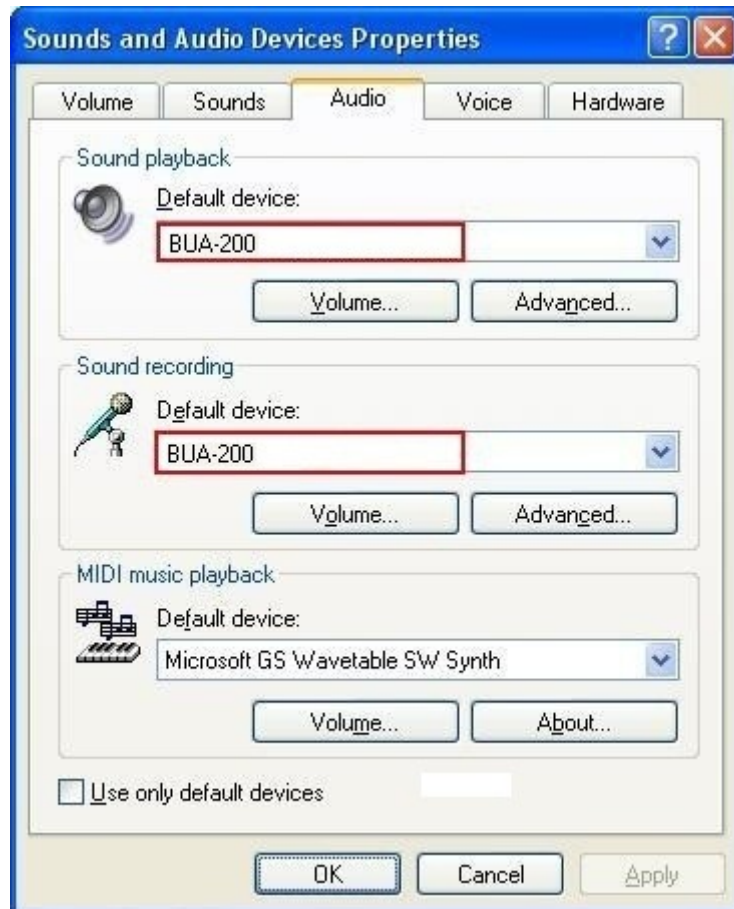 Sounds and Audio Devices Properties
Volume Sounds Audio Voice Hardware
Sound playback
Default device:
BUA-200
Volume... Advanced...
Sound recording
Default device:
BUA-200
Volume... Advanced...
MIDI music playback
Default device:
Microsoft GS Wavetable SW Synth
Volume... About...
Use only default devices
OK Cancel Apply